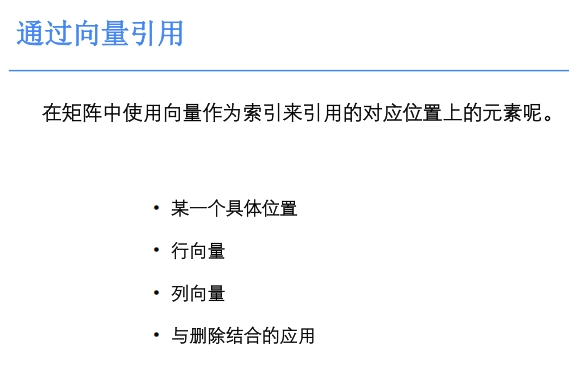 通过向量引用
在矩阵中使用向量作为索引来引用的对应位置上的元素呢。
• 某一个具体位置
• 行向量
• 列向量
• 与删除结合的应用